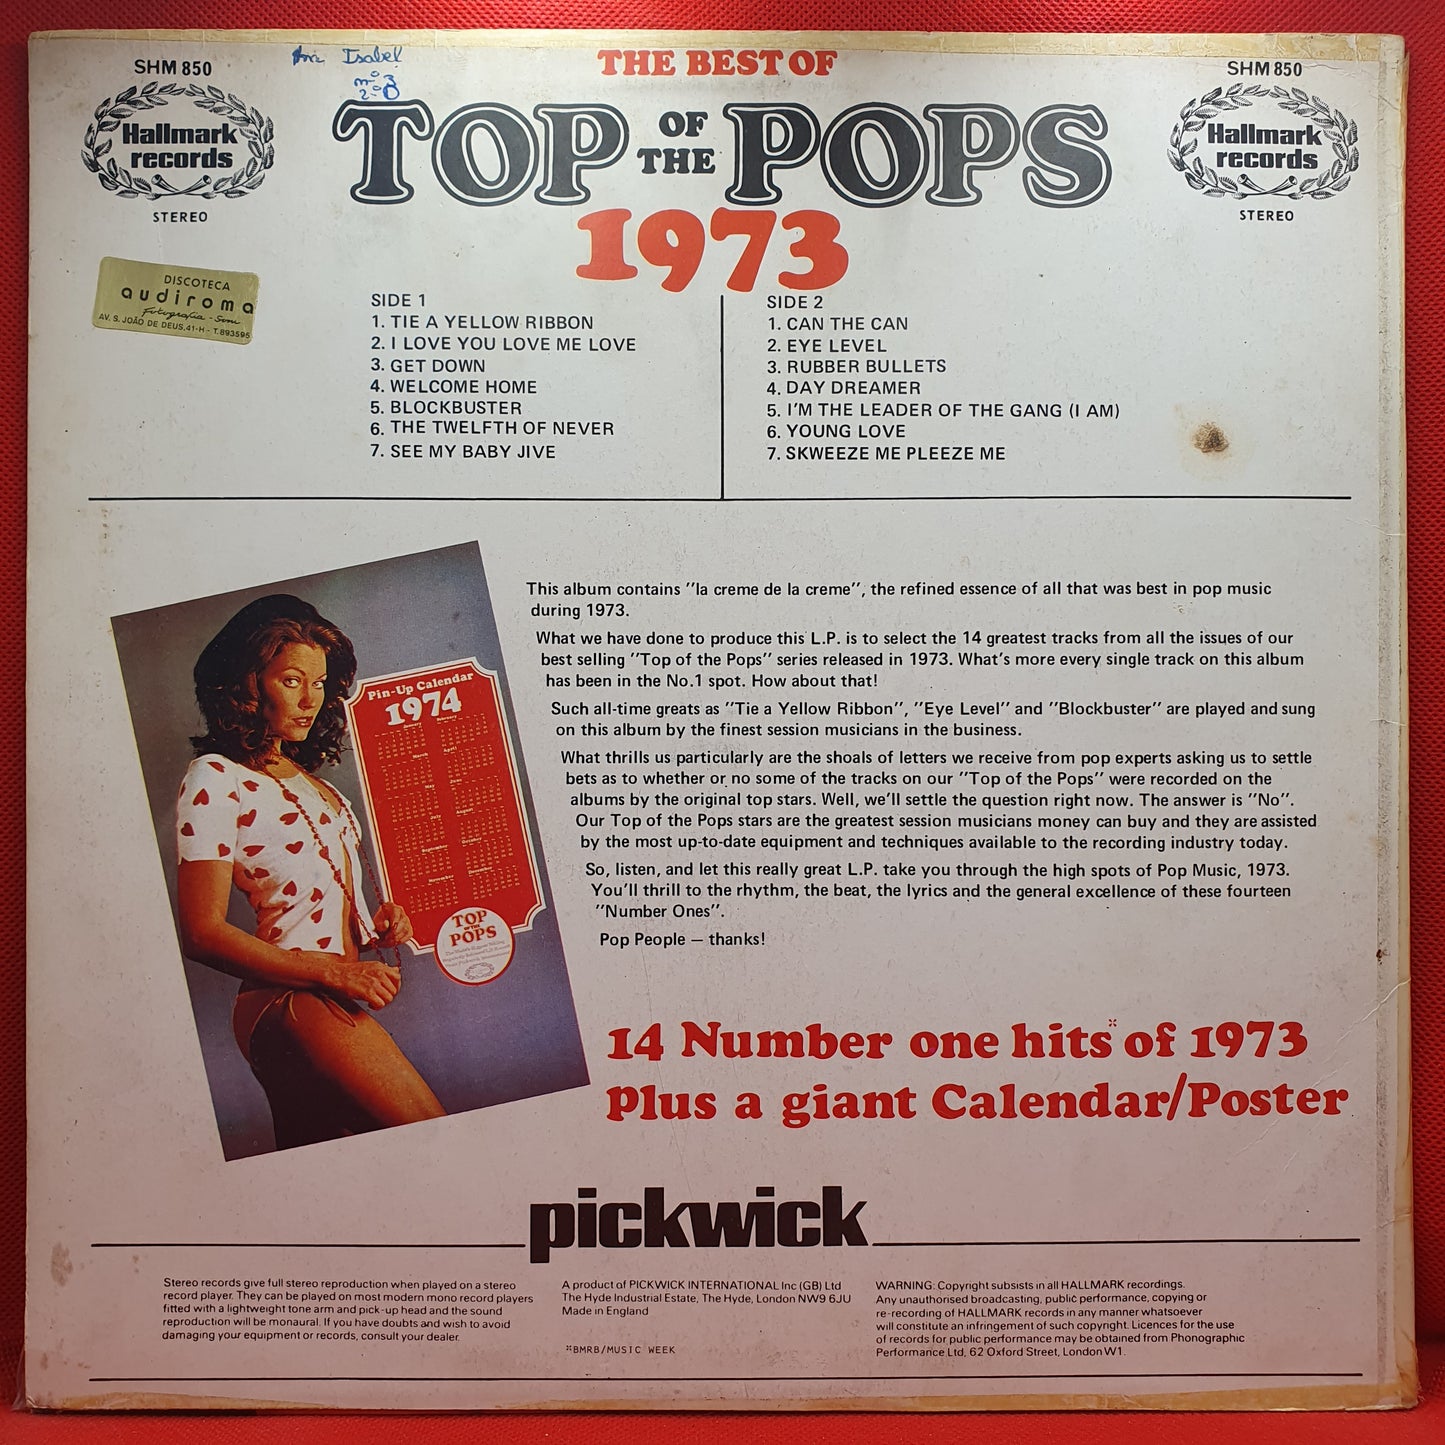 Isabel
THE BEST OF
SHM 850
Hallmark
records
STEREO
TOP OF THE POPS
1973
SHM 850
Hallmark
records
STEREO
DISCOTECA
audiroma
Fotografia - Som
AV. S. JOÃO DE DEUS, 41-H - T. 893595
SIDE 1
1. TIE A YELLOW RIBBON
2. I LOVE YOU LOVE ME LOVE
3. GET DOWN
4. WELCOME HOME
5. BLOCKBUSTER
6. THE TWELFTH OF NEVER
7. SEE MY BABY JIVE
SIDE 2
1. CAN THE CAN
2. EYE LEVEL
3. RUBBER BULLETS
4. DAY DREAMER
5. I'M THE LEADER OF THE GANG (I AM)
6. YOUNG LOVE
7. SKWEEZE ME PLEEZE ME
Pin-Up Calendar
1974
January February
March April
May June
July August
September October
November December
TOP
OF THE
POPS
This album contains "la creme de la creme", the refined essence of all that was best in pop music
during 1973.
What we have done to produce this L.P. is to select the 14 greatest tracks from all the issues of our
best selling "Top of the Pops" series released in 1973. What's more every single track on this album
has been in the No.1 spot. How about that!
Such all-time greats as "Tie a Yellow Ribbon", "Eye Level" and "Blockbuster" are played and sung
on this album by the finest session musicians in the business.
What thrills us particularly are the shoals of letters we receive from pop experts asking us to settle
bets as to whether or no some of the tracks on our "Top of the Pops" were recorded on the
albums by the original top stars. Well, we'll settle the question right now. The answer is "No".
Our Top of the Pops stars are the greatest session musicians money can buy and they are assisted
by the most up-to-date equipment and techniques available to the recording industry today.
So, listen, and let this really great L.P. take you through the high spots of Pop Music, 1973.
You'll thrill to the rhythm, the beat, the lyrics and the general excellence of these fourteen
"Number Ones".
Pop People – thanks!
14 Number one hits* of 1973
plus a giant Calendar/Poster
pickwick
Stereo records give full stereo reproduction when played on a stereo
record player. They can be played on most modern mono record players
fitted with a lightweight tone arm and pick-up head and the sound
reproduction will be monaural. If you have doubts and wish to avoid
damaging your equipment or records, consult your dealer.
A product of PICKWICK INTERNATIONAL Inc (GB) Ltd
The Hyde Industrial Estate, The Hyde, London NW9 6JU
Made in England
*BMRB/MUSIC WEEK
WARNING: Copyright subsists in all HALLMARK recordings.
Any unauthorised broadcasting, public performance, copying or
re-recording of HALLMARK records in any manner whatsoever
will constitute an infringement of such copyright. Licences for the use
of records for public performance may be obtained from Phonographic
Performance Ltd, 62 Oxford Street, London W1.